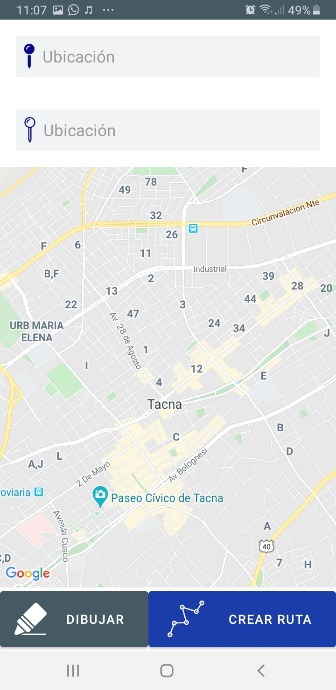 11:07 49%
Ubicación
Ubicación
78
49
32
Circunvalacion Nte
26
F
6
11
B,F
Industrial
2
39
28
13
44
20
22
3
47
URB MARIA
ELENA
24
34
J
Av. 28 de Agosto
1
I
12
E
4
Tacna
B
C
L
A,J
D
2 De Mayo
Av Bolognesi
oviaria
Paseo Cívico de Tacna
Avenida Cusco
A
40
C,D
7
H
Google
DIBUJAR
CREAR RUTA